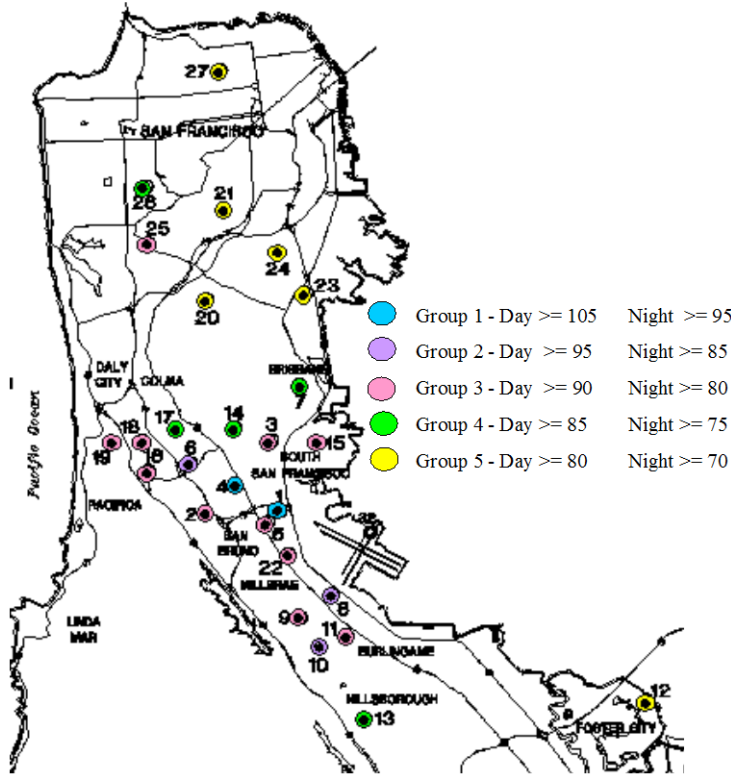 27
SAN FRANCISCO
28
21
25
24
23
20
Group 1 - Day >= 105 Night >= 95
Group 2 - Day >= 95 Night >= 85
Group 3 - Day >= 90 Night >= 80
Group 4 - Day >= 85 Night >= 75
Group 5 - Day >= 80 Night >= 70
DALY
CITY
COLMA
BRISBANE
7
Pacific Ocean
17
14
3
15
18
19
16
6
SOUTH
SAN FRANCISCO
4
1
PACIFICA
2
5
SAN
BRUNO
22
MILLBRAE
8
LINDA
MAR
9
11
10
BURLINGAME
HILLSBOROUGH
13
12
FOSTER CITY